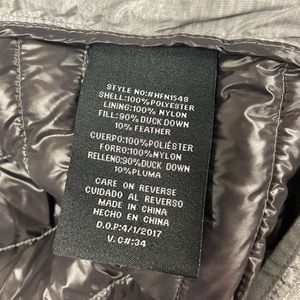 STYLE NO:#HFN1548
SHELL:100%POLYESTER
LINING:100% NYLON
FILL:90%DUCK DOWN
10% FEATHER
CUERPO:100%POLIÉSTER
FORRO:100%NYLON
RELLENO:90%DUCK DOWN
10%PLUMA
CARE ON REVERSE
CUIDADO AL REVERSO
MADE IN CHINA
HECHO EN CHINA
D.O.P:4/1/2017
V.C#:34